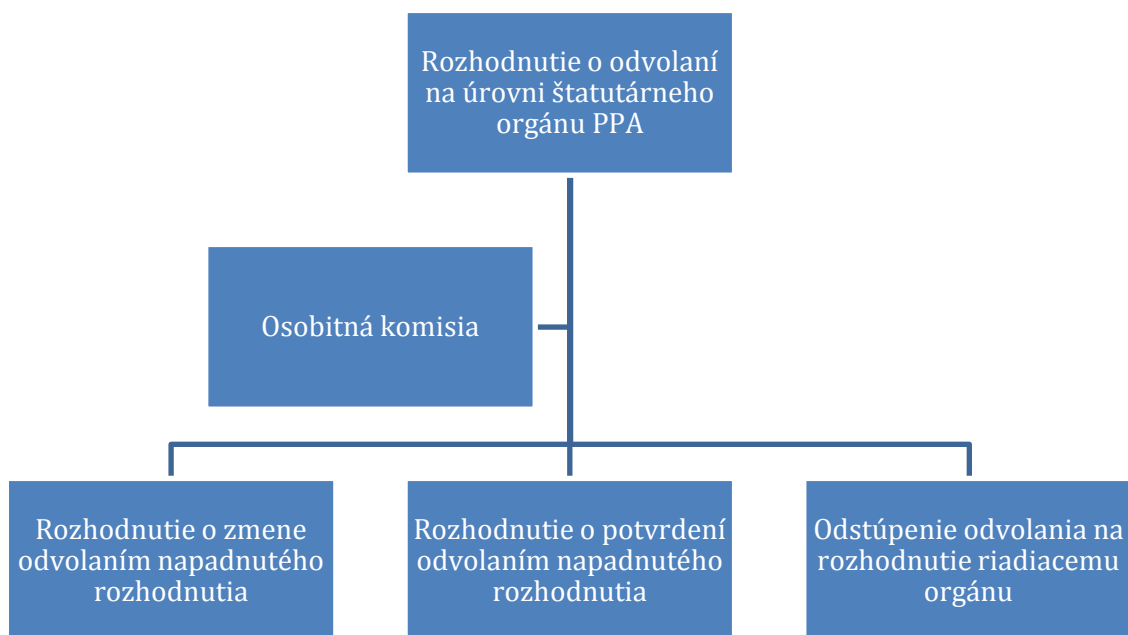 Rozhodnutie o odvolaní
na úrovni štatutárneho
orgánu PPA
Osobitná komisia
Rozhodnutie o zmene
odvolaním napadnutého
rozhodnutia
Rozhodnutie o potvrdení
odvolaním napadnutého
rozhodnutia
Odstúpenie odvolania na
rozhodnutie riadiacemu
orgánu